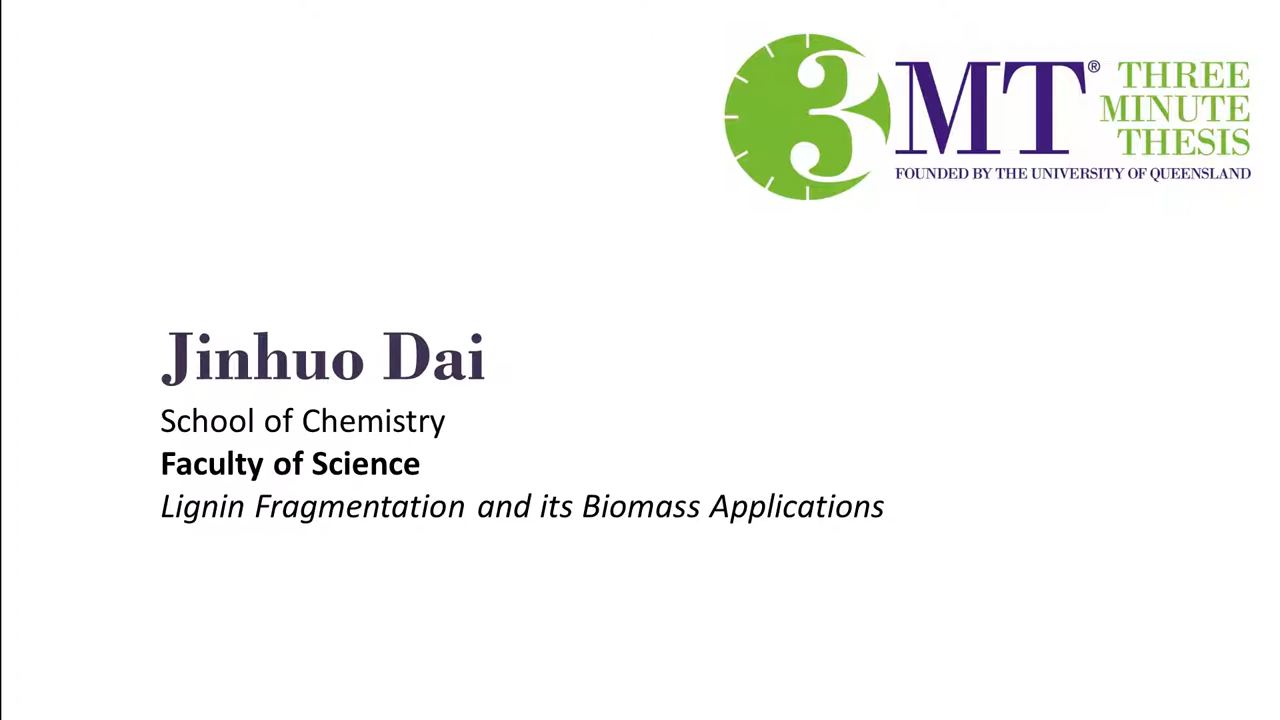 3MT® THREE
MINUTE
THESIS
FOUNDED BY THE UNIVERSITY OF QUEENSLAND
Jinhuo Dai
School of Chemistry
Faculty of Science
Lignin Fragmentation and its Biomass Applications